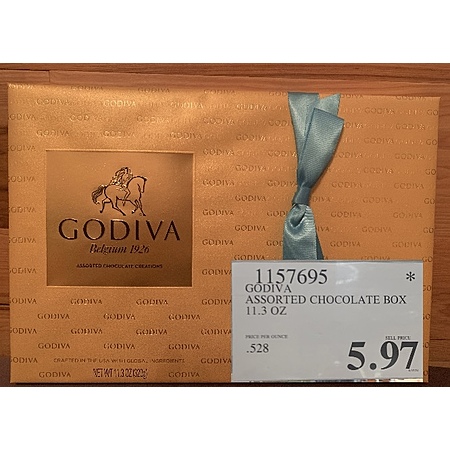 GODIVA
Belgium 1926
ASSORTED CHOCOLATE CREATIONS
CRAFTED IN THE USA WITH GLOBAL INGREDIENTS
NET WT 11.3 OZ (320g)
1157695 *
GODIVA
ASSORTED CHOCOLATE BOX
11.3 OZ
PRICE PER OUNCE
.528
SELL PRICE
5.97